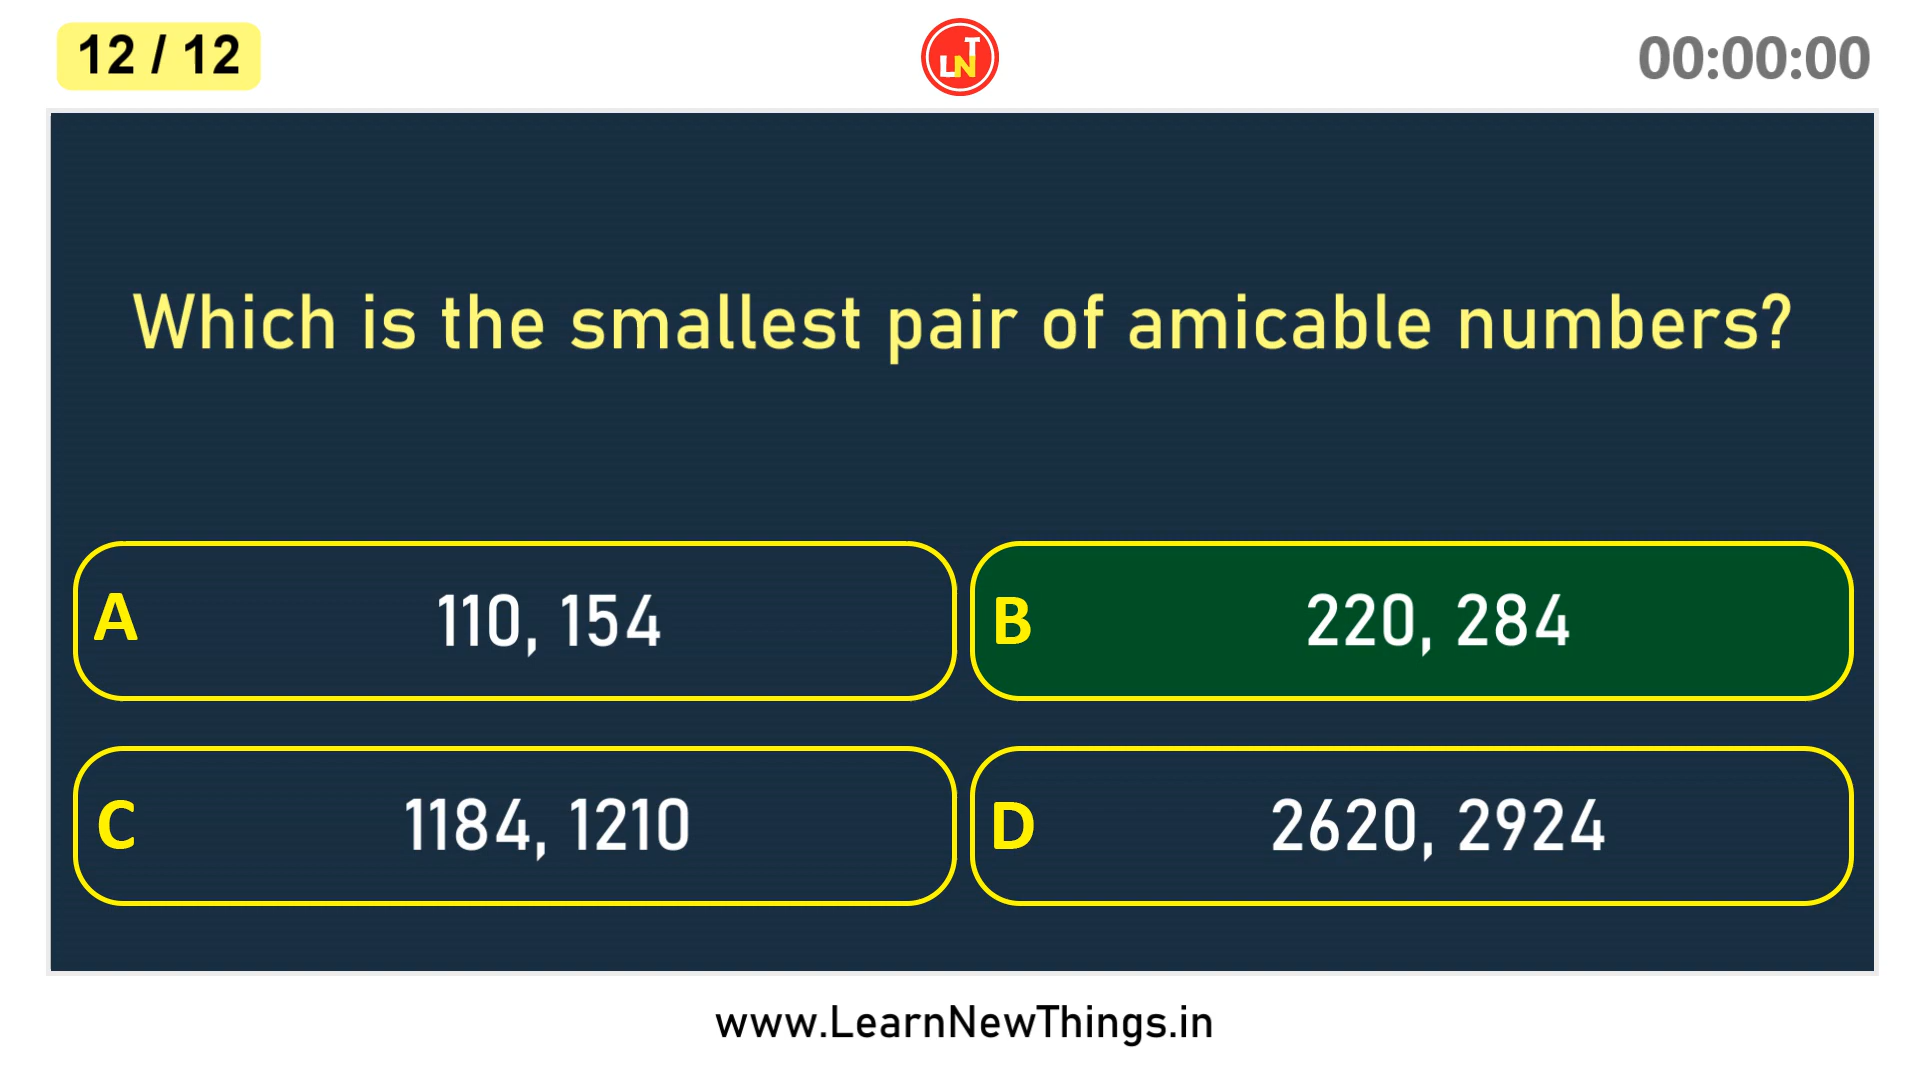 12 / 12
LNT
00:00:00
Which is the smallest pair of amicable numbers?
A 110, 154
B 220, 284
C 1184, 1210
D 2620, 2924
www.LearnNewThings.in